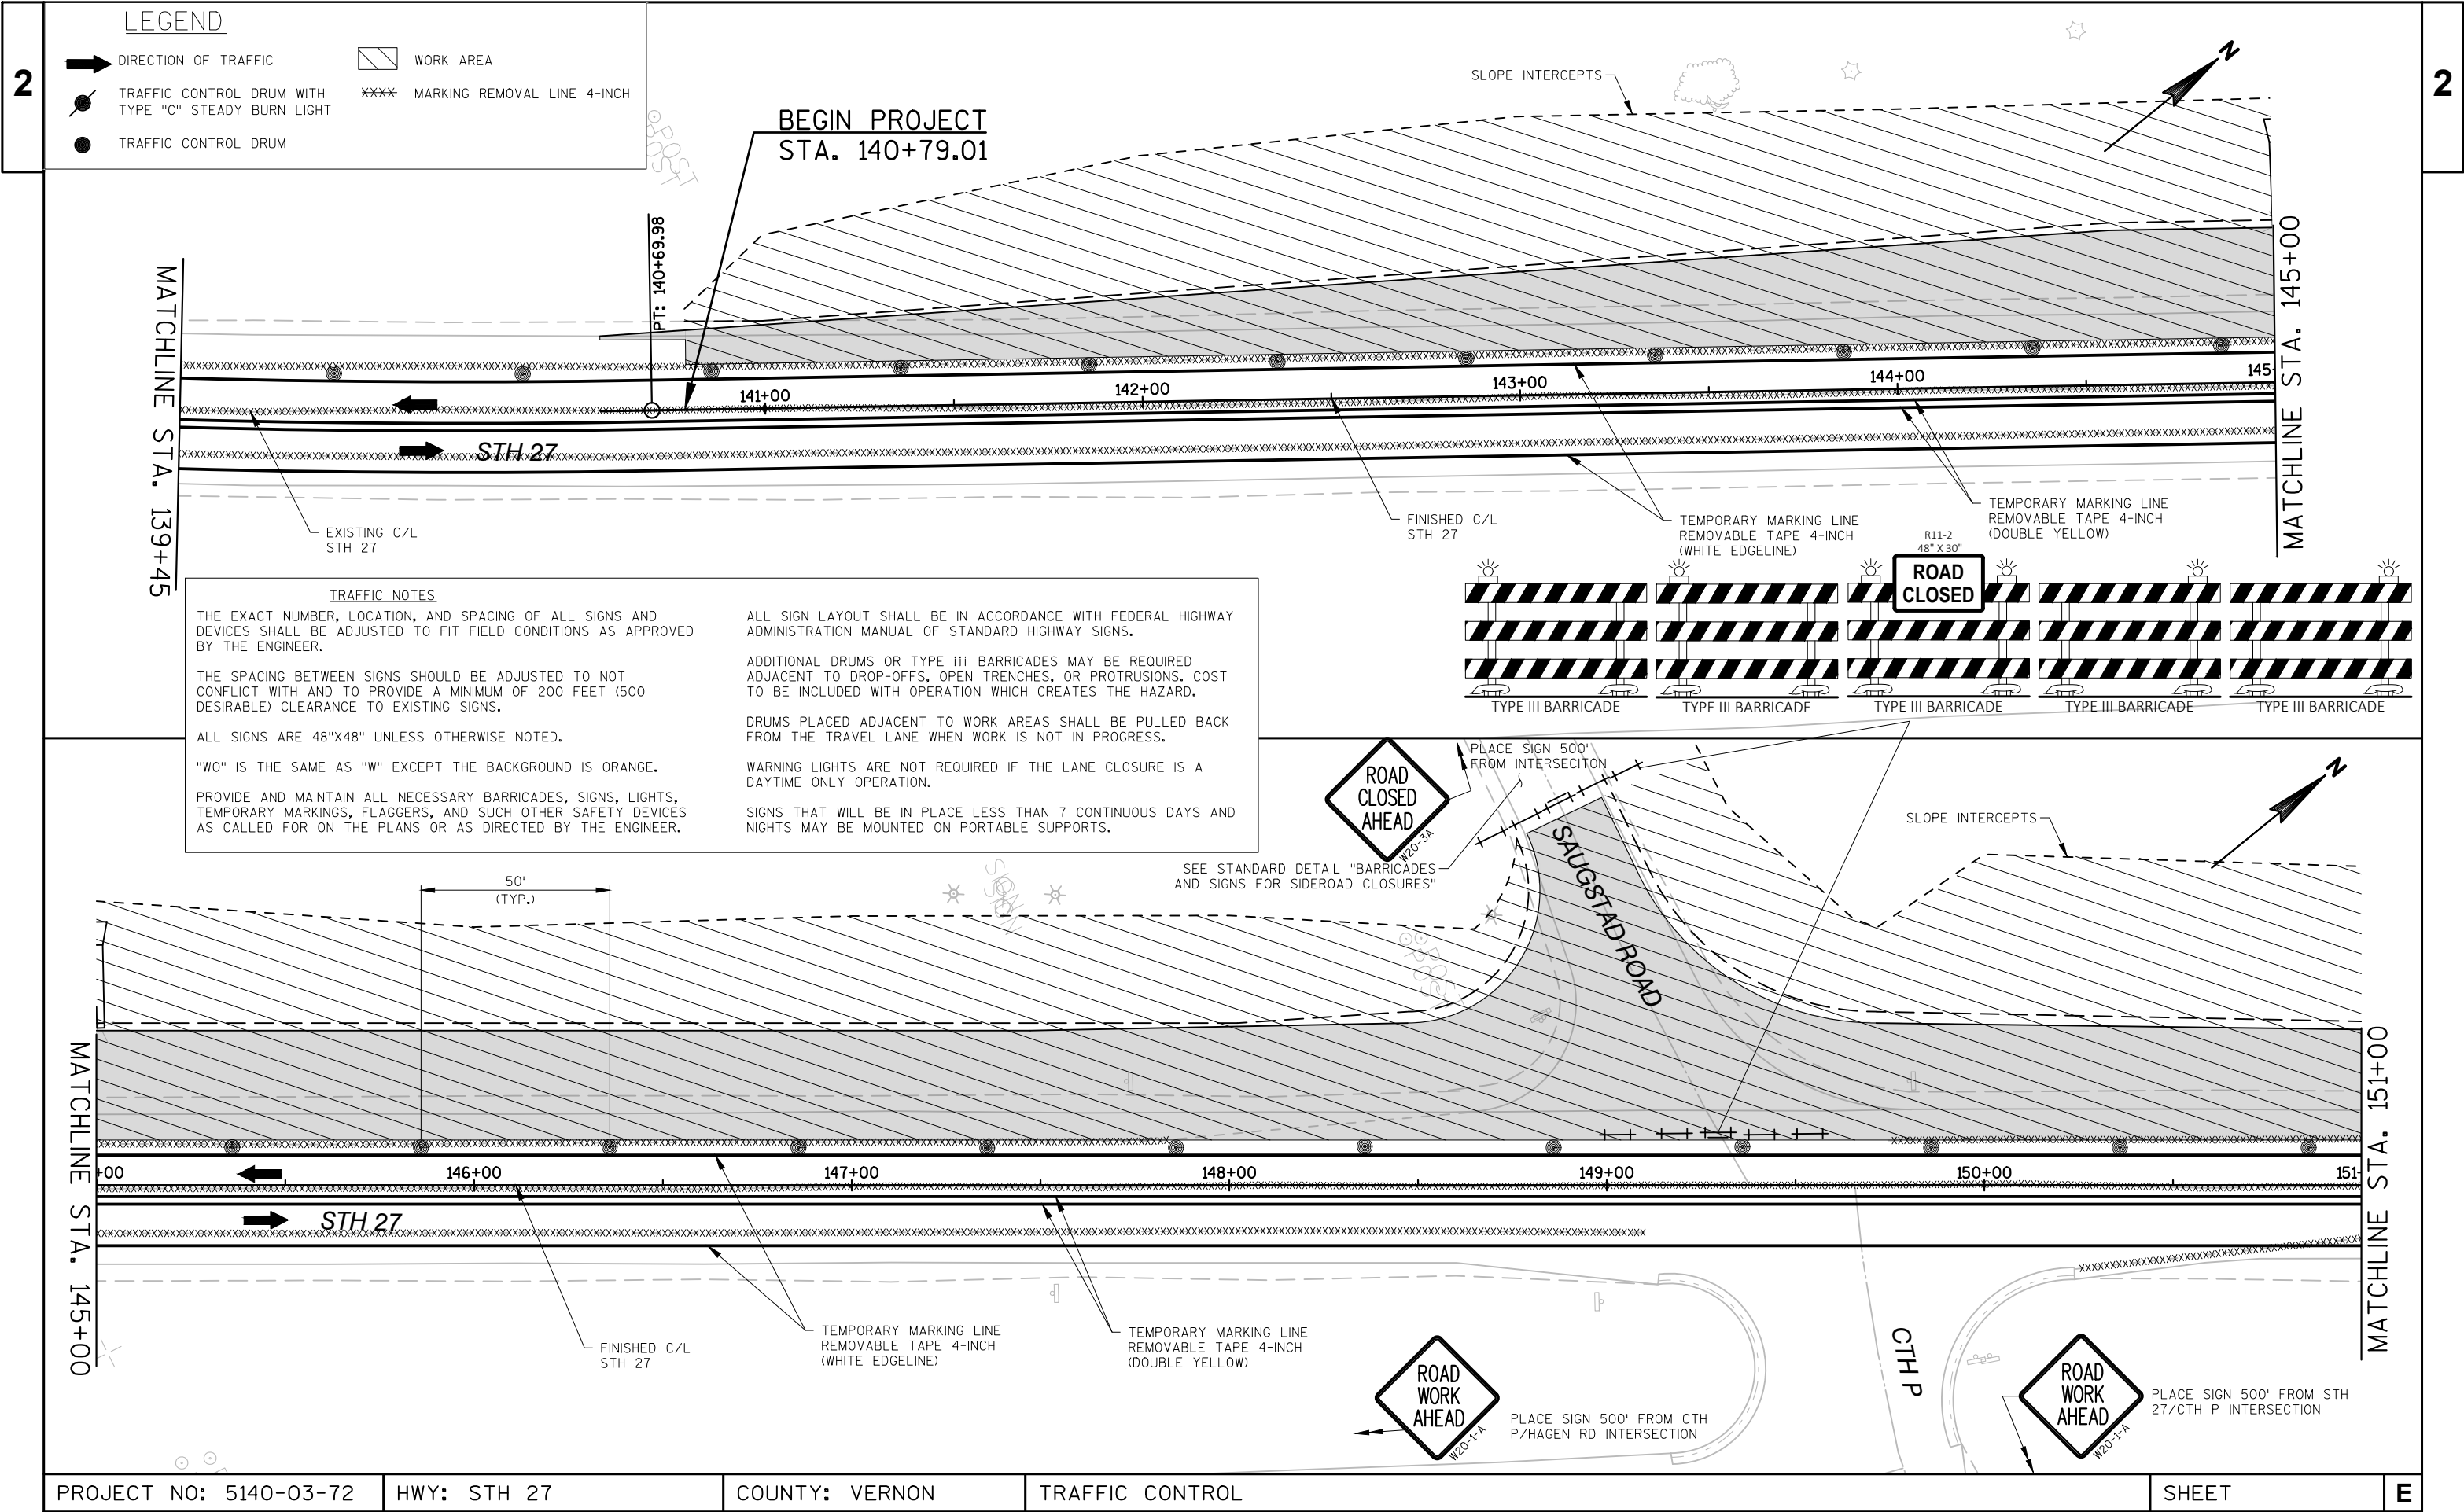 2
LEGEND
DIRECTION OF TRAFFIC
WORK AREA
TRAFFIC CONTROL DRUM WITH
TYPE "C" STEADY BURN LIGHT
XXXX MARKING REMOVAL LINE 4-INCH
TRAFFIC CONTROL DRUM
2
BEGIN PROJECT
STA. 140+79.01
SLOPE INTERCEPTS
N
PT: 140+69.98
MATCHLINE STA. 139+45
MATCHLINE STA. 145+00
141+00
142+00
143+00
144+00
145
STH 27
EXISTING C/L
STH 27
FINISHED C/L
STH 27
TEMPORARY MARKING LINE
REMOVABLE TAPE 4-INCH
(WHITE EDGELINE)
TEMPORARY MARKING LINE
REMOVABLE TAPE 4-INCH
(DOUBLE YELLOW)
R11-2
48" X 30"
ROAD
CLOSED
TYPE III BARRICADE
TYPE III BARRICADE
TYPE III BARRICADE
TYPE III BARRICADE
TYPE III BARRICADE
TRAFFIC NOTES
THE EXACT NUMBER, LOCATION, AND SPACING OF ALL SIGNS AND
DEVICES SHALL BE ADJUSTED TO FIT FIELD CONDITIONS AS APPROVED
BY THE ENGINEER.
THE SPACING BETWEEN SIGNS SHOULD BE ADJUSTED TO NOT
CONFLICT WITH AND TO PROVIDE A MINIMUM OF 200 FEET (500
DESIRABLE) CLEARANCE TO EXISTING SIGNS.
ALL SIGNS ARE 48"X48" UNLESS OTHERWISE NOTED.
"WO" IS THE SAME AS "W" EXCEPT THE BACKGROUND IS ORANGE.
PROVIDE AND MAINTAIN ALL NECESSARY BARRICADES, SIGNS, LIGHTS,
TEMPORARY MARKINGS, FLAGGERS, AND SUCH OTHER SAFETY DEVICES
AS CALLED FOR ON THE PLANS OR AS DIRECTED BY THE ENGINEER.
ALL SIGN LAYOUT SHALL BE IN ACCORDANCE WITH FEDERAL HIGHWAY
ADMINISTRATION MANUAL OF STANDARD HIGHWAY SIGNS.
ADDITIONAL DRUMS OR TYPE iii BARRICADES MAY BE REQUIRED
ADJACENT TO DROP-OFFS, OPEN TRENCHES, OR PROTRUSIONS. COST
TO BE INCLUDED WITH OPERATION WHICH CREATES THE HAZARD.
DRUMS PLACED ADJACENT TO WORK AREAS SHALL BE PULLED BACK
FROM THE TRAVEL LANE WHEN WORK IS NOT IN PROGRESS.
WARNING LIGHTS ARE NOT REQUIRED IF THE LANE CLOSURE IS A
DAYTIME ONLY OPERATION.
SIGNS THAT WILL BE IN PLACE LESS THAN 7 CONTINUOUS DAYS AND
NIGHTS MAY BE MOUNTED ON PORTABLE SUPPORTS.
ROAD
CLOSED
AHEAD
W20-3A
PLACE SIGN 500'
FROM INTERSECITON
SEE STANDARD DETAIL "BARRICADES
AND SIGNS FOR SIDEROAD CLOSURES"
SAUGSTAD ROAD
SLOPE INTERCEPTS
N
50'
(TYP.)
MATCHLINE STA. 145+00
MATCHLINE STA. 151+00
+00
146+00
147+00
148+00
149+00
150+00
151
STH 27
FINISHED C/L
STH 27
TEMPORARY MARKING LINE
REMOVABLE TAPE 4-INCH
(WHITE EDGELINE)
TEMPORARY MARKING LINE
REMOVABLE TAPE 4-INCH
(DOUBLE YELLOW)
ROAD
WORK
AHEAD
W20-1-A
PLACE SIGN 500' FROM CTH
P/HAGEN RD INTERSECTION
CTH P
ROAD
WORK
AHEAD
W20-1-A
PLACE SIGN 500' FROM STH
27/CTH P INTERSECTION
PROJECT NO: 5140-03-72
HWY: STH 27
COUNTY: VERNON
TRAFFIC CONTROL
SHEET
E